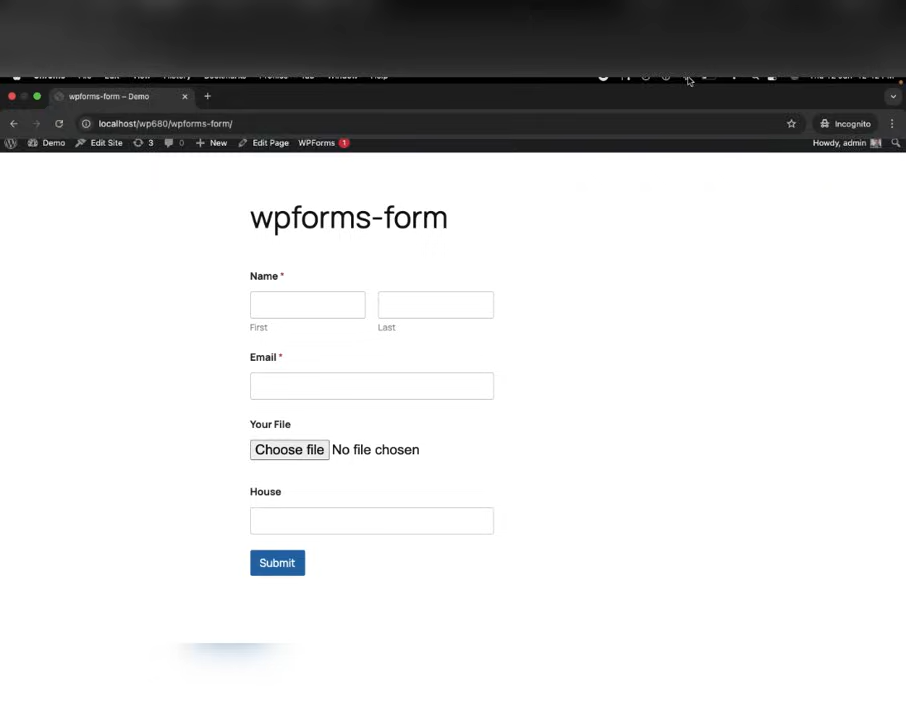 wpforms-form – Demo
localhost/wp680/wpforms-form/
Incognito
Demo Edit Site 3 0 New Edit Page WPForms 1 Howdy, admin
wpforms-form
Name *
First Last
Email *
Your File
Choose file No file chosen
House
Submit